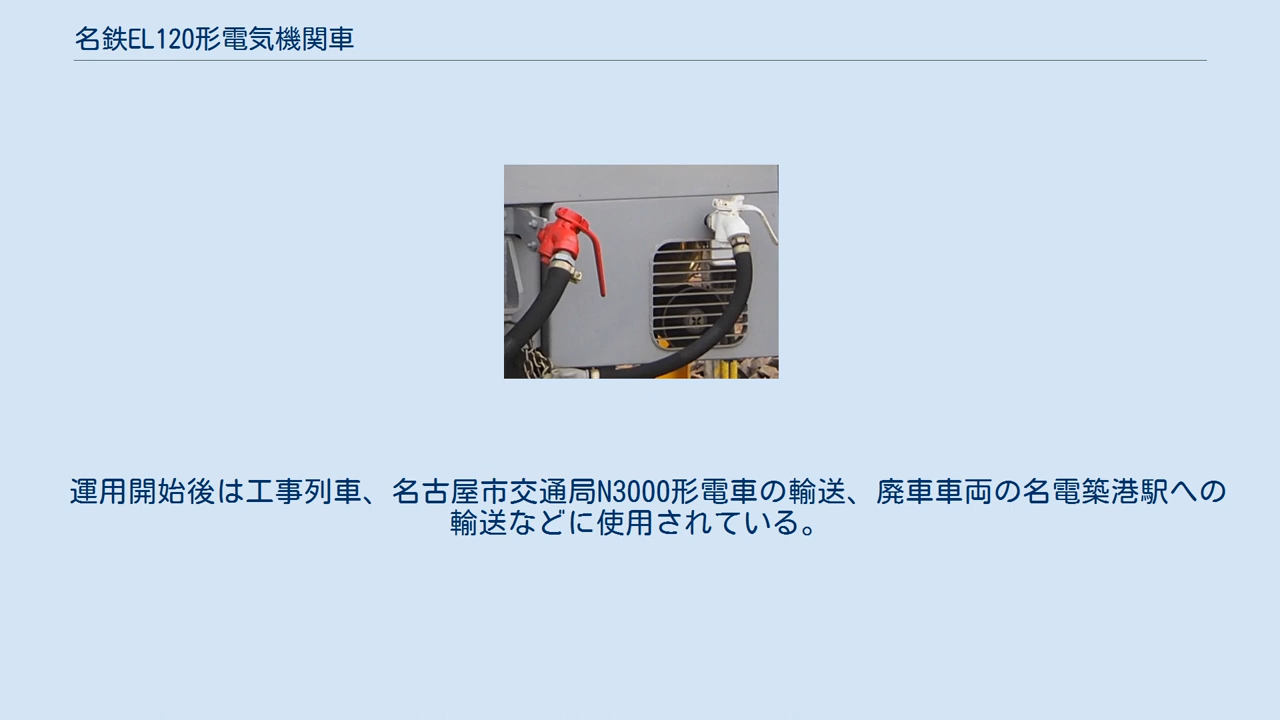 名鉄EL120形電気機関車
運用開始後は工事列車、名古屋市交通局N3000形電車の輸送、廃車車両の名電築港駅への
輸送などに使用されている。